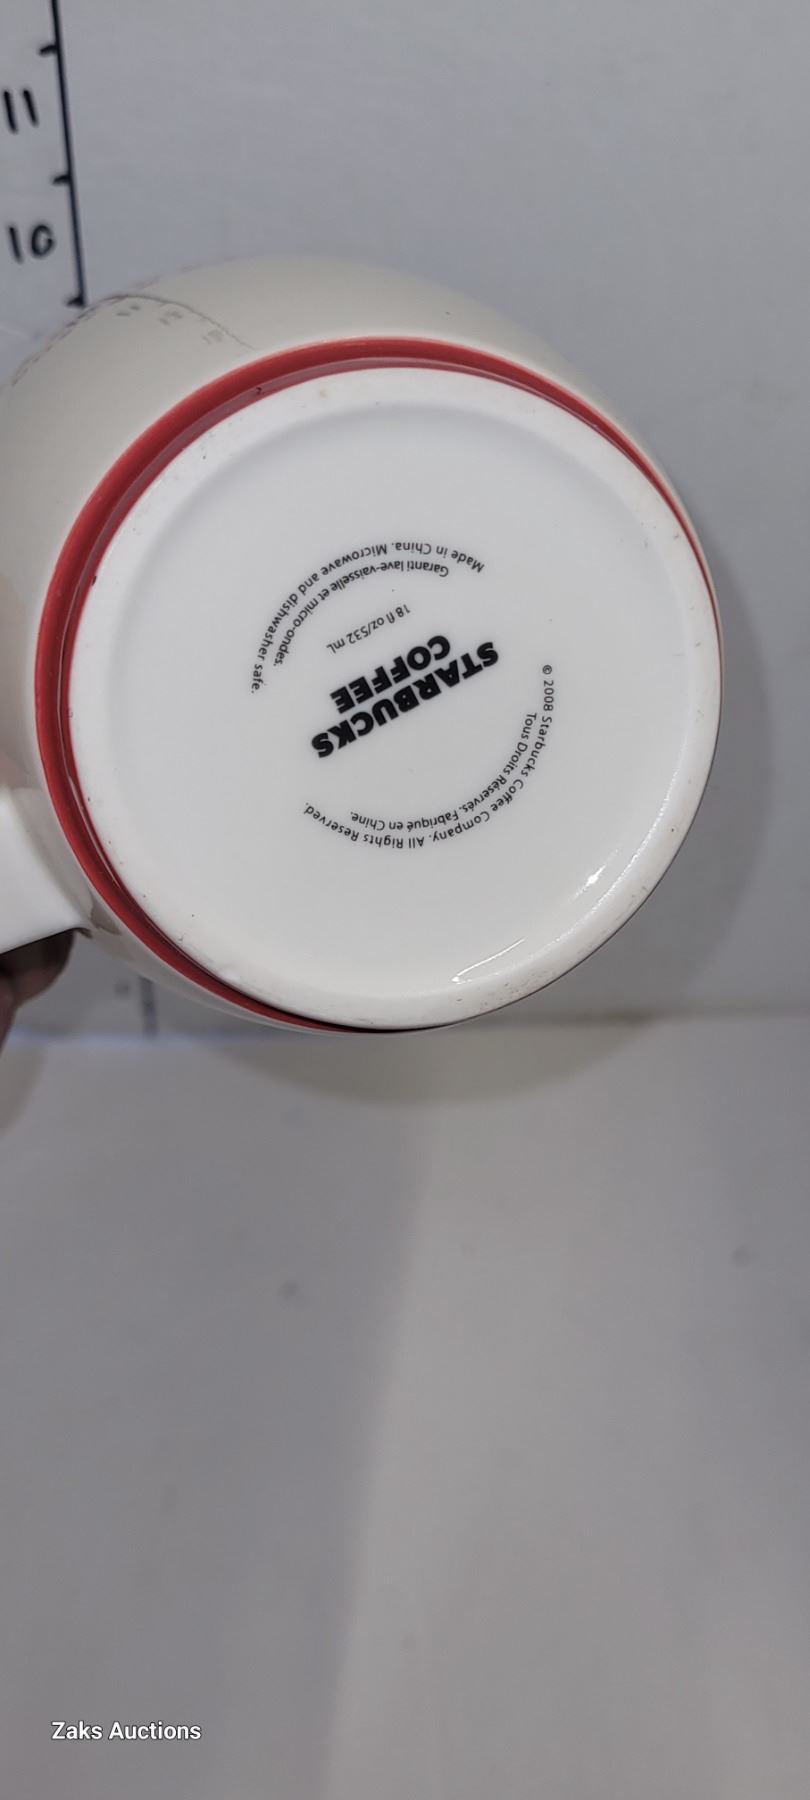 11
10
© 2008 Starbucks Coffee Company. All Rights Reserved.
Tous Droits Réservés. Fabriqué en Chine.
STARBUCKS
COFFEE
18 fl oz/532 mL
Garanti lave-vaisselle et micro-ondes.
Made in China. Microwave and dishwasher safe.
Zaks Auctions